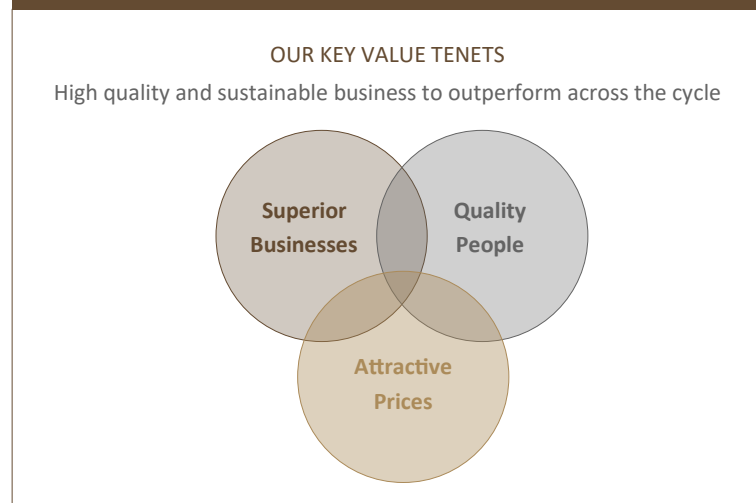 OUR KEY VALUE TENETS
High quality and sustainable business to outperform across the cycle
Superior
Businesses
Quality
People
Attractive
Prices